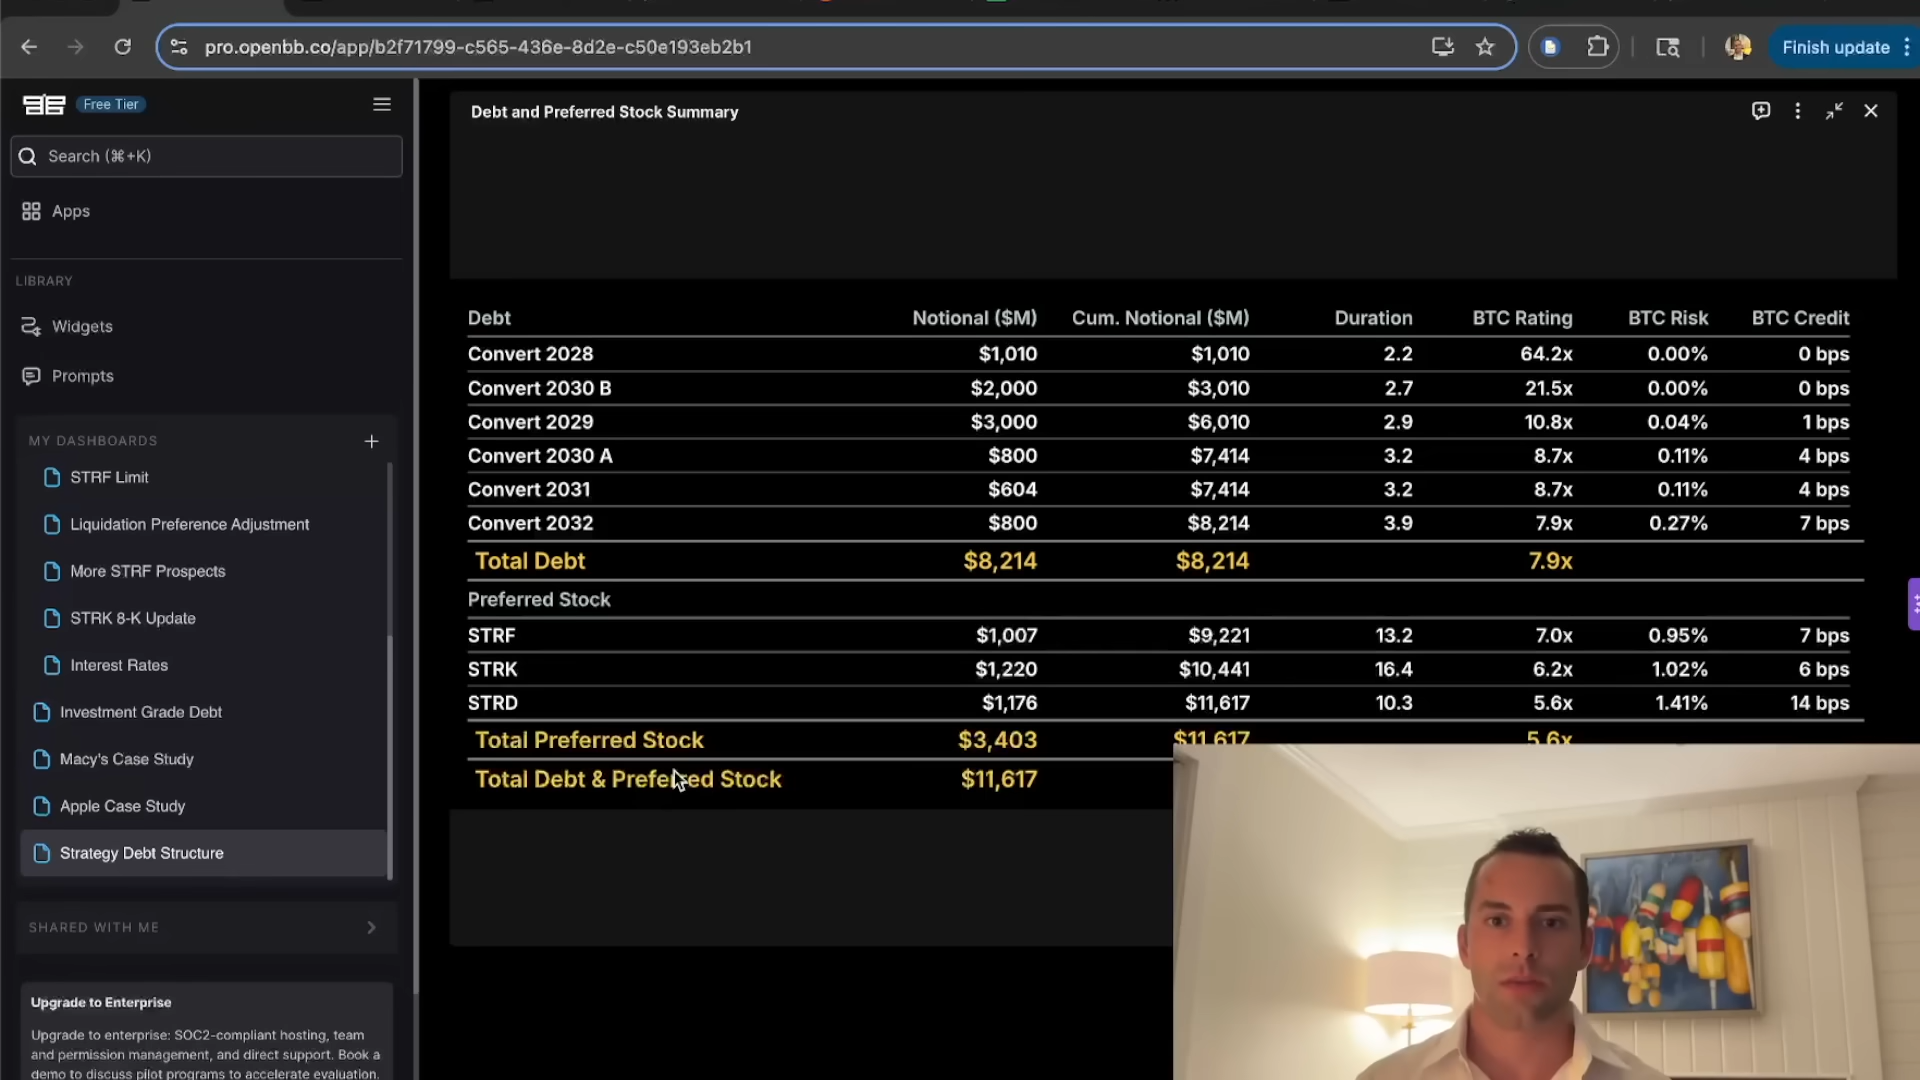 pro.openbb.co/app/b2f71799-c565-436e-8d2e-c50e193eb2b1
Finish update
Free Tier
Search (⌘+K)
Apps
LIBRARY
Widgets
Prompts
MY DASHBOARDS
STRF Limit
Liquidation Preference Adjustment
More STRF Prospects
STRK 8-K Update
Interest Rates
Investment Grade Debt
Macy's Case Study
Apple Case Study
Strategy Debt Structure
SHARED WITH ME
Upgrade to Enterprise
Upgrade to enterprise: SOC2-compliant hosting, team
and permission management, and direct support. Book a
demo to discuss pilot programs to accelerate evaluation.
Debt and Preferred Stock Summary
Debt Notional ($M) Cum. Notional ($M) Duration BTC Rating BTC Risk BTC Credit
Convert 2028 $1,010 $1,010 2.2 64.2x 0.00% 0 bps
Convert 2030 B $2,000 $3,010 2.7 21.5x 0.00% 0 bps
Convert 2029 $3,000 $6,010 2.9 10.8x 0.04% 1 bps
Convert 2030 A $800 $7,414 3.2 8.7x 0.11% 4 bps
Convert 2031 $604 $7,414 3.2 8.7x 0.11% 4 bps
Convert 2032 $800 $8,214 3.9 7.9x 0.27% 7 bps
Total Debt $8,214 $8,214 7.9x
Preferred Stock
STRF $1,007 $9,221 13.2 7.0x 0.95% 7 bps
STRK $1,220 $10,441 16.4 6.2x 1.02% 6 bps
STRD $1,176 $11,617 10.3 5.6x 1.41% 14 bps
Total Preferred Stock $3,403 $11,617 5.6x
Total Debt & Preferred Stock $11,617